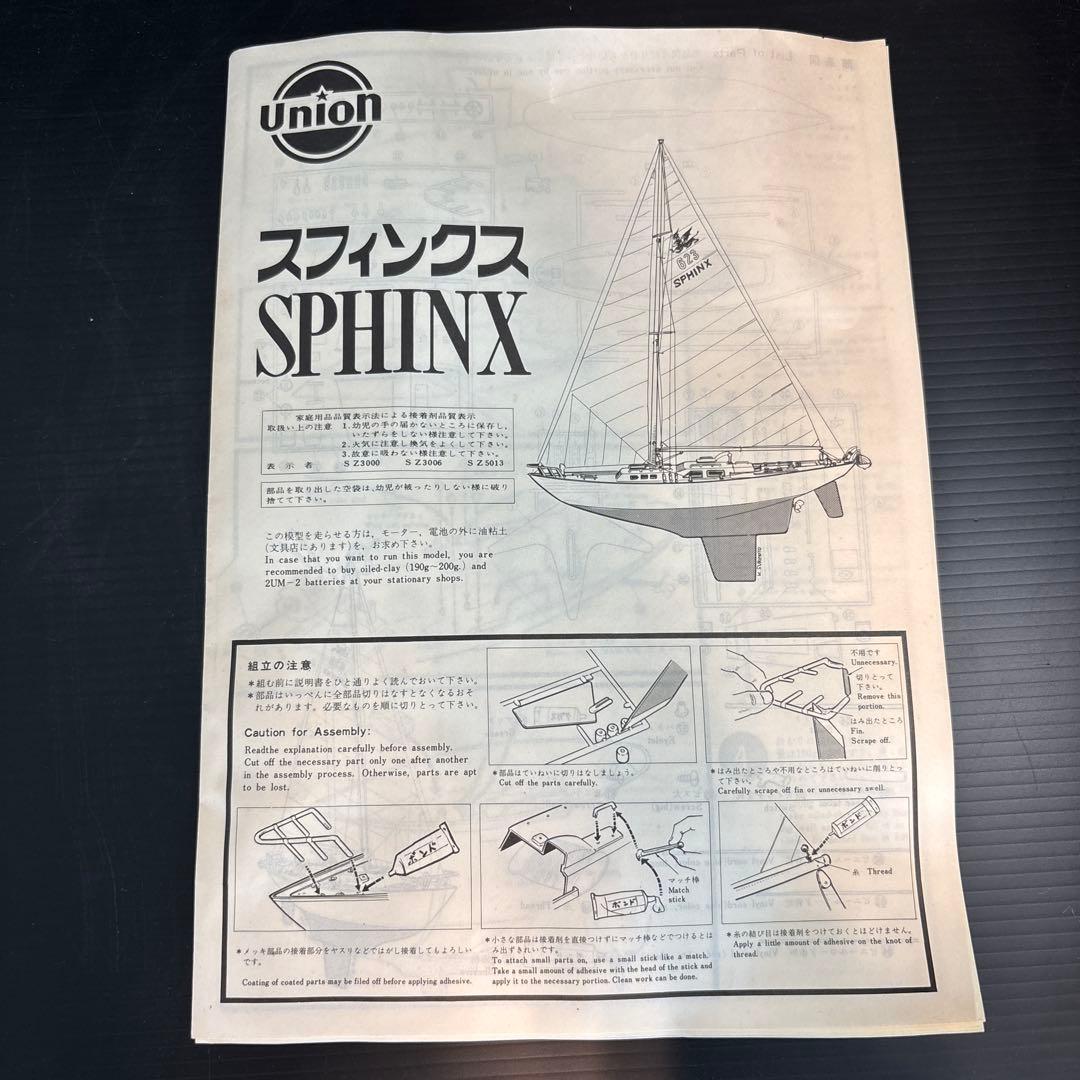 Union
スフィンクス
SPHINX
623
SPHINX
家庭用品品質表示法による接着剤品質表示
取扱い上の注意 1.幼児の手の届かないところに保存し,
いたずらをしない様注意して下さい。
2.火気に注意し換気をよくして下さい。
3.故意に吸わない様注意して下さい。
表示者 SZ3000 SZ3006 SZ5013
部品を取り出した空袋は、幼児が被ったりしない様に破り
捨てて下さい。
この模型を走らせる方は,モーター,電池の外に油粘土
(文具店にあります)を,お求め下さい。
In case that you want to run this model, you are
recommended to buy oiled-clay (190g~200g.) and
2UM-2 batteries at your stationary shops.
組立の注意
*組む前に説明書をひと通りよく読んでおいて下さい。
*部品はいっぺんに全部品切りはなすとなくなるおそ
れがあります。必要なものを順に切りとって下さい。
Caution for Assembly:
Readthe explanation carefully before assembly.
Cut off the necessary part only one after another
in the assembly process. Otherwise, parts are apt
to be lost.
*部品はていねいに切りはなしましょう。
Cut off the parts carefully.
不用です
Unnecessary.
切りとって
下さい。
Remove this
portion.
はみ出たところ
Fin.
Scrape off.
*はみ出たところや不用なところはていねいに削りとっ
て下さい。
Carefully scrape off fin or unnecessary swell.
ボンド
*メッキ部品の接着部分をヤスリなどではがし接着してもよろしい
です。
Coating of coated parts may be filed off before applying adhesive.
マッチ棒
Match
stick
ボンド
*小さな部品は接着剤を直接つけずにマッチ棒などでつけるとは
み出ずきれいです。
To attach small parts on, use a small stick like a match.
Take a small amount of adhesive with the head of the stick and
apply it to the necessary portion. Clean work can be done.
ボンド
糸 Thread
*糸の結び目は接着剤をつけておくとほどけません。
Apply a little amount of adhesive on the knot of
thread.